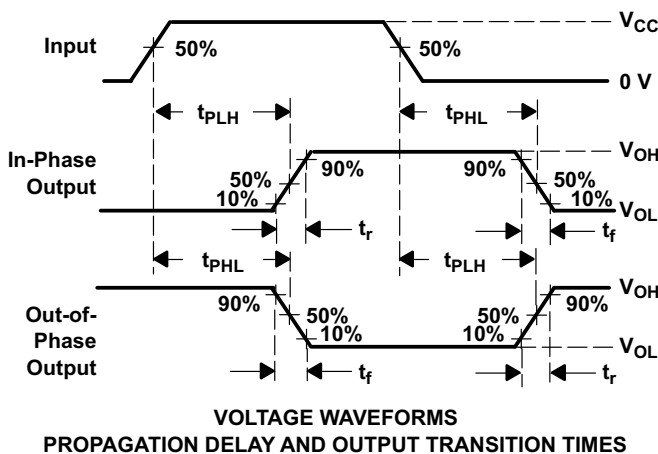 V_CC
Input
50%
50%
0 V
t_PLH
t_PHL
In-Phase
Output
V_OH
90%
90%
50%
50%
10%
10%
V_OL
t_r
t_f
t_PHL
t_PLH
Out-of-
Phase
Output
V_OH
90%
90%
50%
50%
10%
10%
V_OL
t_f
t_r
VOLTAGE WAVEFORMS
PROPAGATION DELAY AND OUTPUT TRANSITION TIMES